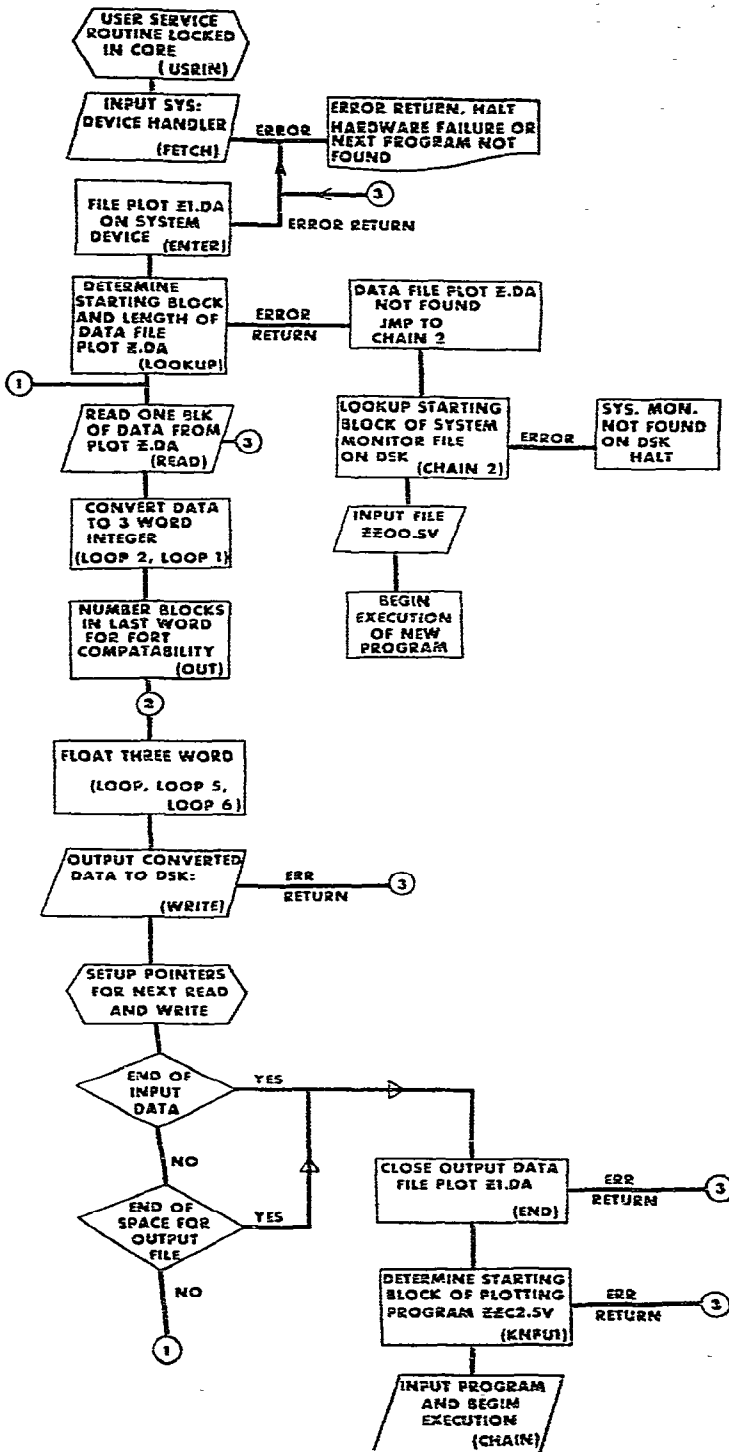 USER SERVICE
ROUTINE LOCKED
IN CORE
(USRIN)
INPUT SYS:
DEVICE HANDLER
(FETCH)
ERROR
ERROR RETURN. HALT
HARDWARE FAILURE OR
NEXT PROGRAM NOT
FOUND
3
FILE PLOT Z1.DA
ON SYSTEM
DEVICE
(ENTER)
ERROR RETURN
DETERMINE
STARTING BLOCK
AND LENGTH OF
DATA FILE
PLOT Z.DA
(LOOKUP)
ERROR
RETURN
DATA FILE PLOT Z.DA
NOT FOUND
JMP TO
CHAIN 2
1
READ ONE BLK
OF DATA FROM
PLOT Z.DA
(READ)
3
LOOKUP STARTING
BLOCK OF SYSTEM
MONITOR FILE
ON DSK
(CHAIN 2)
ERROR
SYS. MON.
NOT FOUND
ON DSK
HALT
CONVERT DATA
TO 3 WORD
INTEGER
(LOOP 2, LOOP 1)
INPUT FILE
ZZOO.SV
NUMBER BLOCKS
IN LAST WORD
FOR FORT
COMPATABILITY
(OUT)
BEGIN
EXECUTION
OF NEW
PROGRAM
2
FLOAT THREE WORD
(LOOP, LOOP 5,
LOOP 6)
OUTPUT CONVERTED
DATA TO DSK:
(WRITE)
ERR
RETURN
3
SETUP POINTERS
FOR NEXT READ
AND WRITE
END OF
INPUT
DATA
YES
NO
END OF
SPACE FOR
OUTPUT
FILE
YES
NO
1
CLOSE OUTPUT DATA
FILE PLOT Z1.DA
(END)
ERR
RETURN
3
DETERMINE STARTING
BLOCK OF PLOTTING
PROGRAM ZZC2.SV
(KNFU1)
ERR
RETURN
3
INPUT PROGRAM
AND BEGIN
EXECUTION
(CHAIN)